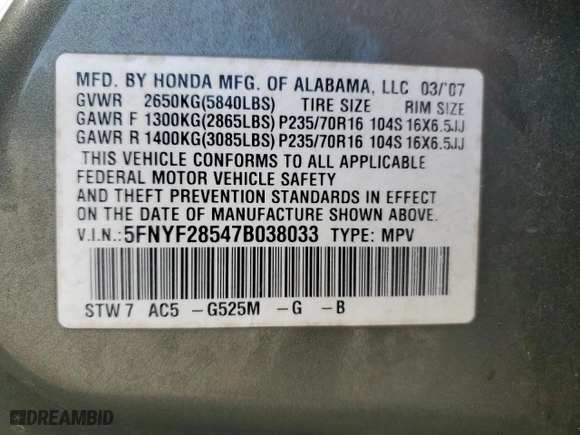 MFD. BY HONDA MFG. OF ALABAMA, LLC 03/'07
GVWR 2650KG(5840LBS) TIRE SIZE RIM SIZE
GAWR F 1300KG(2865LBS) P235/70R16 104S 16X6.5JJ
GAWR R 1400KG(3085LBS) P235/70R16 104S 16X6.5JJ
THIS VEHICLE CONFORMS TO ALL APPLICABLE
FEDERAL MOTOR VEHICLE SAFETY
AND THEFT PREVENTION STANDARDS IN EFFECT
ON THE DATE OF MANUFACTURE SHOWN ABOVE.
V.I.N.:5FNYF28547B038033 TYPE: MPV
STW7 AC5 -G525M -G -B
DREAMBID